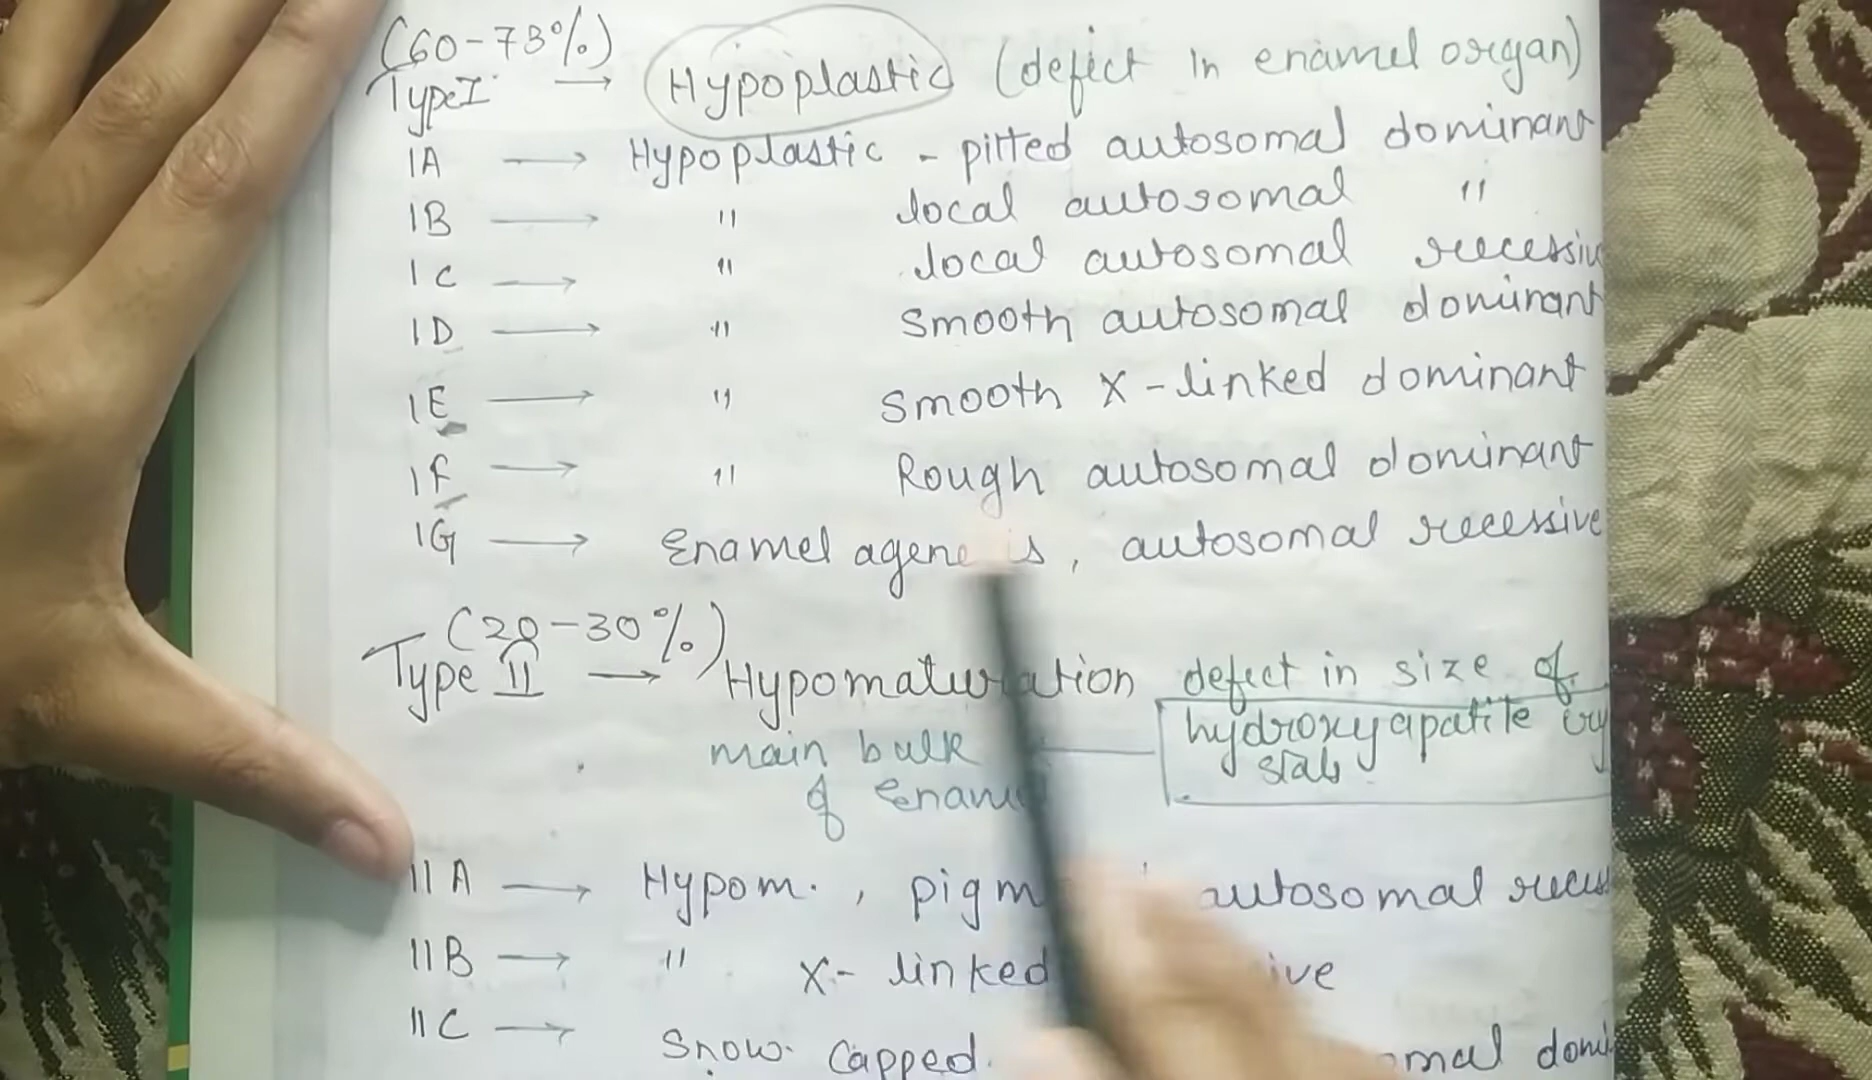 (60-73%)
Type I → Hypoplastic (defect in enamel organ)
IA → Hypoplastic - pitted autosomal dominant
IB → " local autosomal "
IC → " local autosomal recessiv
ID → " Smooth autosomal dominant
IE → " Smooth X-linked dominant
IF → " Rough autosomal dominant
IG → Enamel agene is, autosomal recessive
(20-30%)
Type II → Hypomaturation defect in size of
hydroxyapatite cry
stals
main bulk
of Enam
IIA → Hypom. , pigm autosomal recess
IIB → " X-linked ive
IIC → Snow Capped. mal domi